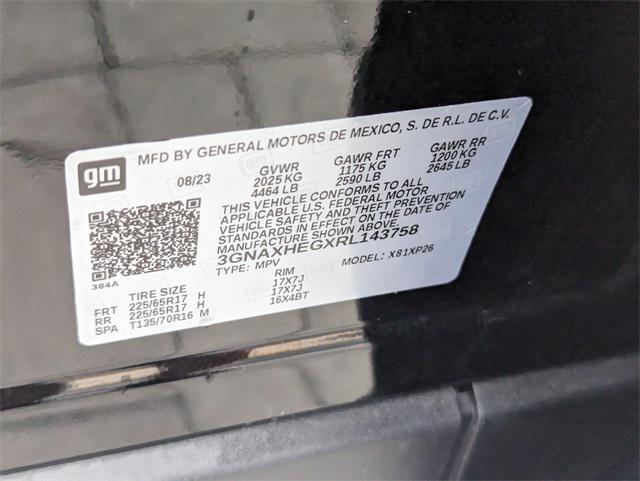 gm
MFD BY GENERAL MOTORS DE MEXICO, S. DE R.L. DE C.V.
08/23
GVWR GAWR FRT GAWR RR
2025 KG 1175 KG 1200 KG
4464 LB 2590 LB 2645 LB
THIS VEHICLE CONFORMS TO ALL
APPLICABLE U.S. FEDERAL MOTOR
VEHICLE SAFETY AND THEFT PREVENTION
STANDARDS IN EFFECT ON THE DATE OF
MANUFACTURE SHOWN ABOVE.
3GNAXHEGXRL143758
TYPE: MPV MODEL: X81XP26
384A
TIRE SIZE RIM
FRT 225/65R17 H 17X7J
RR 225/65R17 H 17X7J
SPA T135/70R16 M 16X4BT